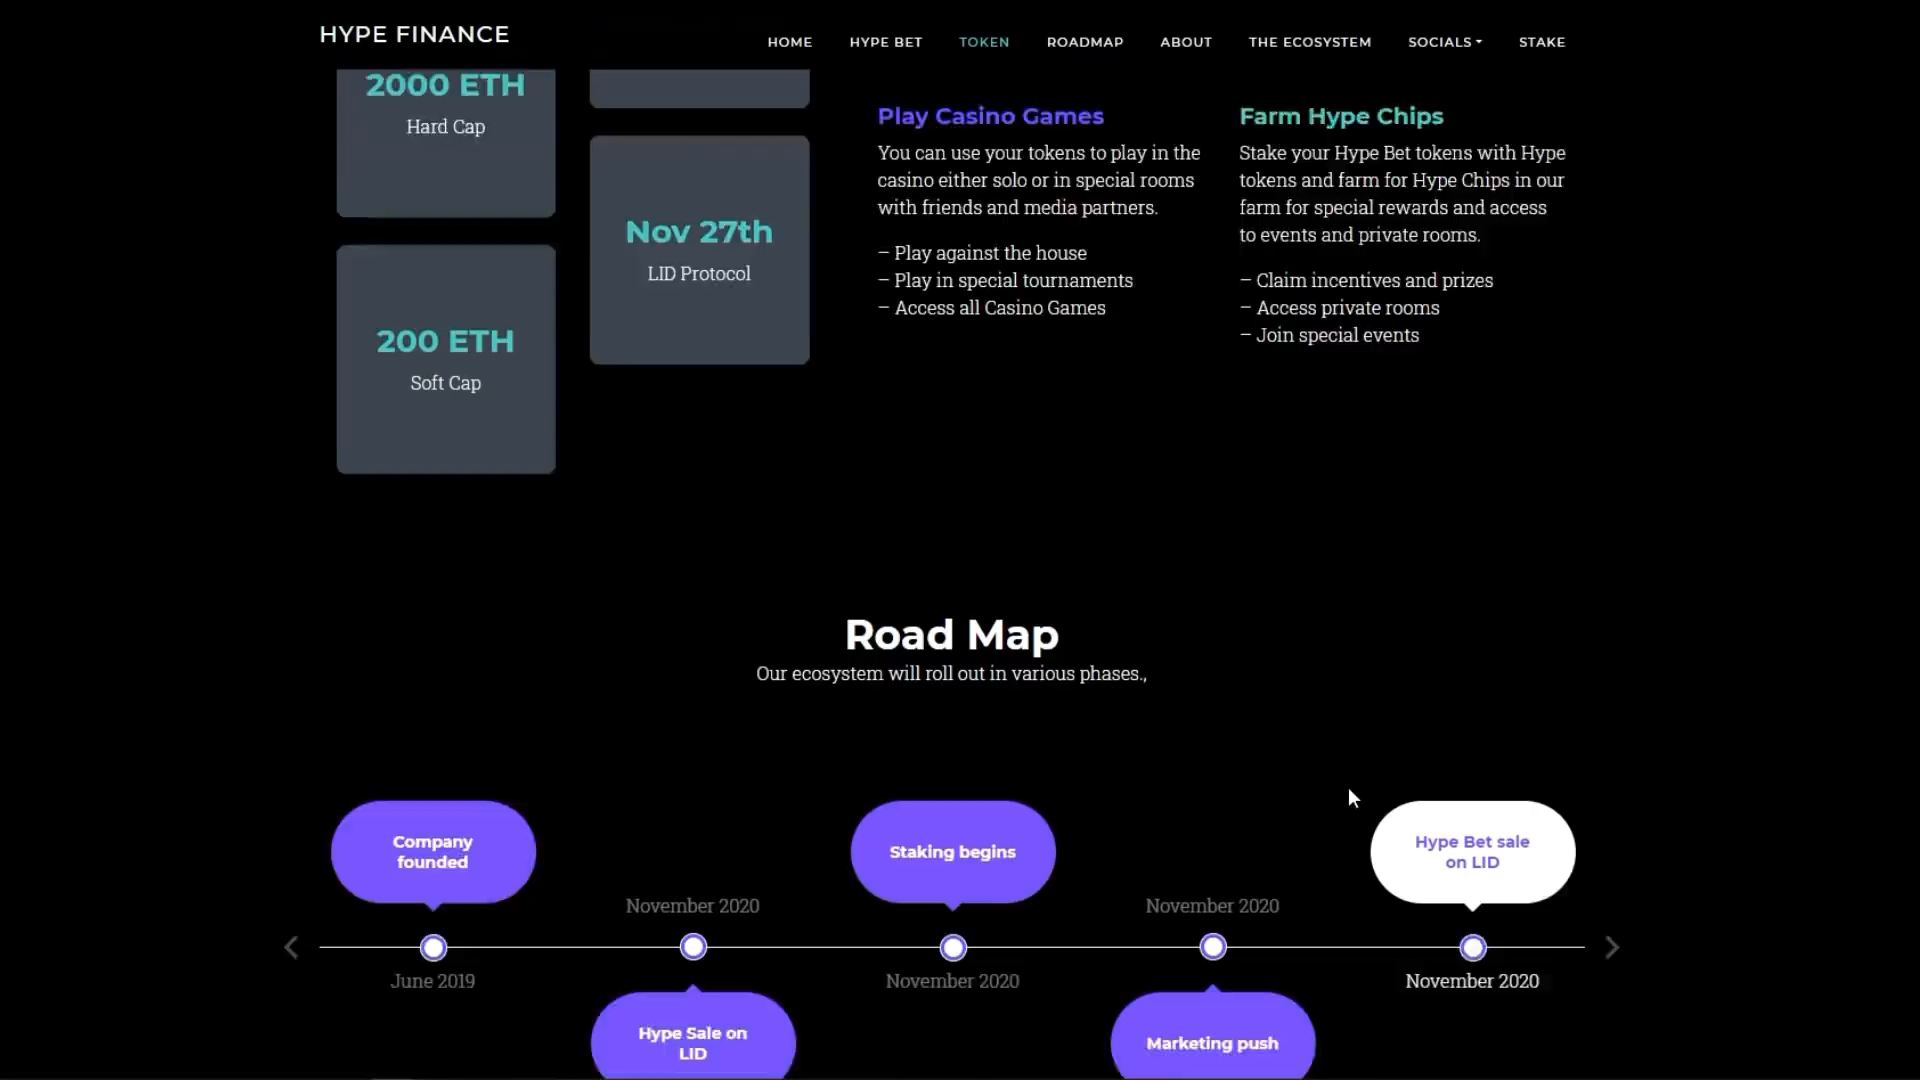 HYPE FINANCE
HOME
HYPE BET
TOKEN
ROADMAP
ABOUT
THE ECOSYSTEM
SOCIALS
STAKE
2000 ETH
Hard Cap
200 ETH
Soft Cap
Nov 27th
LID Protocol
Play Casino Games
You can use your tokens to play in the
casino either solo or in special rooms
with friends and media partners.
– Play against the house
– Play in special tournaments
– Access all Casino Games
Farm Hype Chips
Stake your Hype Bet tokens with Hype
tokens and farm for Hype Chips in our
farm for special rewards and access
to events and private rooms.
– Claim incentives and prizes
– Access private rooms
– Join special events
Road Map
Our ecosystem will roll out in various phases.,
Company
founded
June 2019
November 2020
Hype Sale on
LID
Staking begins
November 2020
November 2020
Marketing push
Hype Bet sale
on LID
November 2020